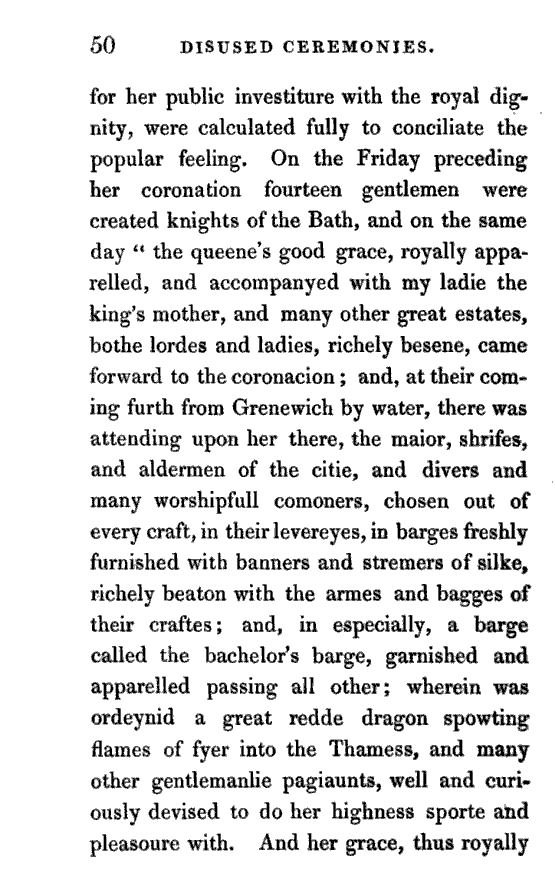 50 DISUSED CEREMONIES.
for her public investiture with the royal dig-
nity, were calculated fully to conciliate the
popular feeling. On the Friday preceding
her coronation fourteen gentlemen were
created knights of the Bath, and on the same
day “ the queene's good grace, royally appa-
relled, and accompanyed with my ladie the
king's mother, and many other great estates,
bothe lordes and ladies, richely besene, came
forward to the coronacion ; and, at their com-
ing furth from Grenewich by water, there was
attending upon her there, the maior, shrifes,
and aldermen of the citie, and divers and
many worshipfull comoners, chosen out of
every craft, in their levereyes, in barges freshly
furnished with banners and stremers of silke,
richely beaton with the armes and bagges of
their craftes ; and, in especially, a barge
called the bachelor's barge, garnished and
apparelled passing all other ; wherein was
ordeynid a great redde dragon spowting
flames of fyer into the Thamess, and many
other gentlemanlie pagiaunts, well and curi-
ously devised to do her highness sporte and
pleasoure with. And her grace, thus royally